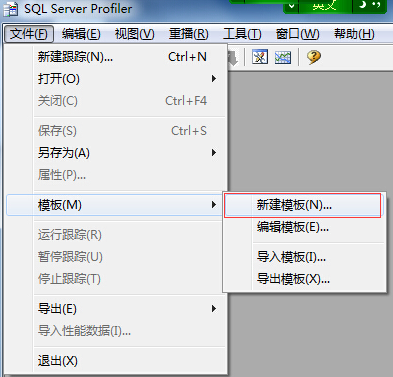 英文
SQL Server Profiler
文件(F) 编辑(E) 视图(V) 重播(R) 工具(T) 窗口(W) 帮助(H)
新建跟踪(N)... Ctrl+N
打开(O)
关闭(C) Ctrl+F4
保存(S) Ctrl+S
另存为(A)
属性(P)...
模板(M)
新建模板(N)...
编辑模板(E)...
导入模板(I)...
导出模板(X)...
运行跟踪(R)
暂停跟踪(U)
停止跟踪(T)
导出(E)
导入性能数据(I)...
退出(X)